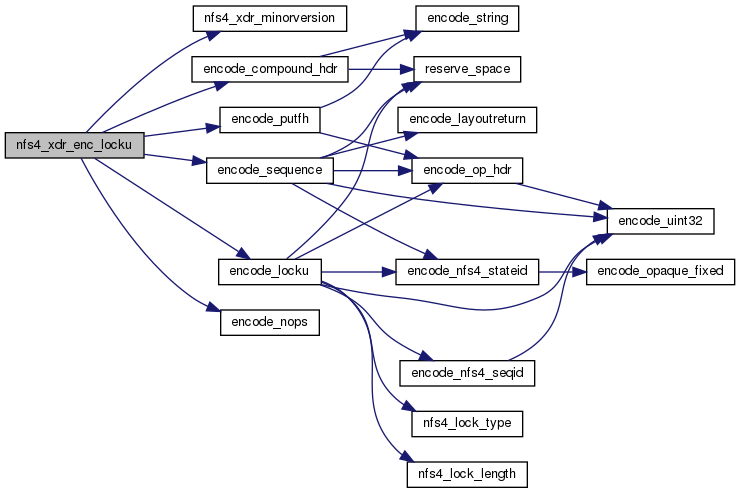 nfs4_xdr_enc_locku
nfs4_xdr_minorversion
encode_compound_hdr
encode_putfh
encode_sequence
encode_locku
encode_nops
encode_string
reserve_space
encode_layoutreturn
encode_op_hdr
encode_nfs4_stateid
encode_nfs4_seqid
nfs4_lock_type
nfs4_lock_length
encode_uint32
encode_opaque_fixed